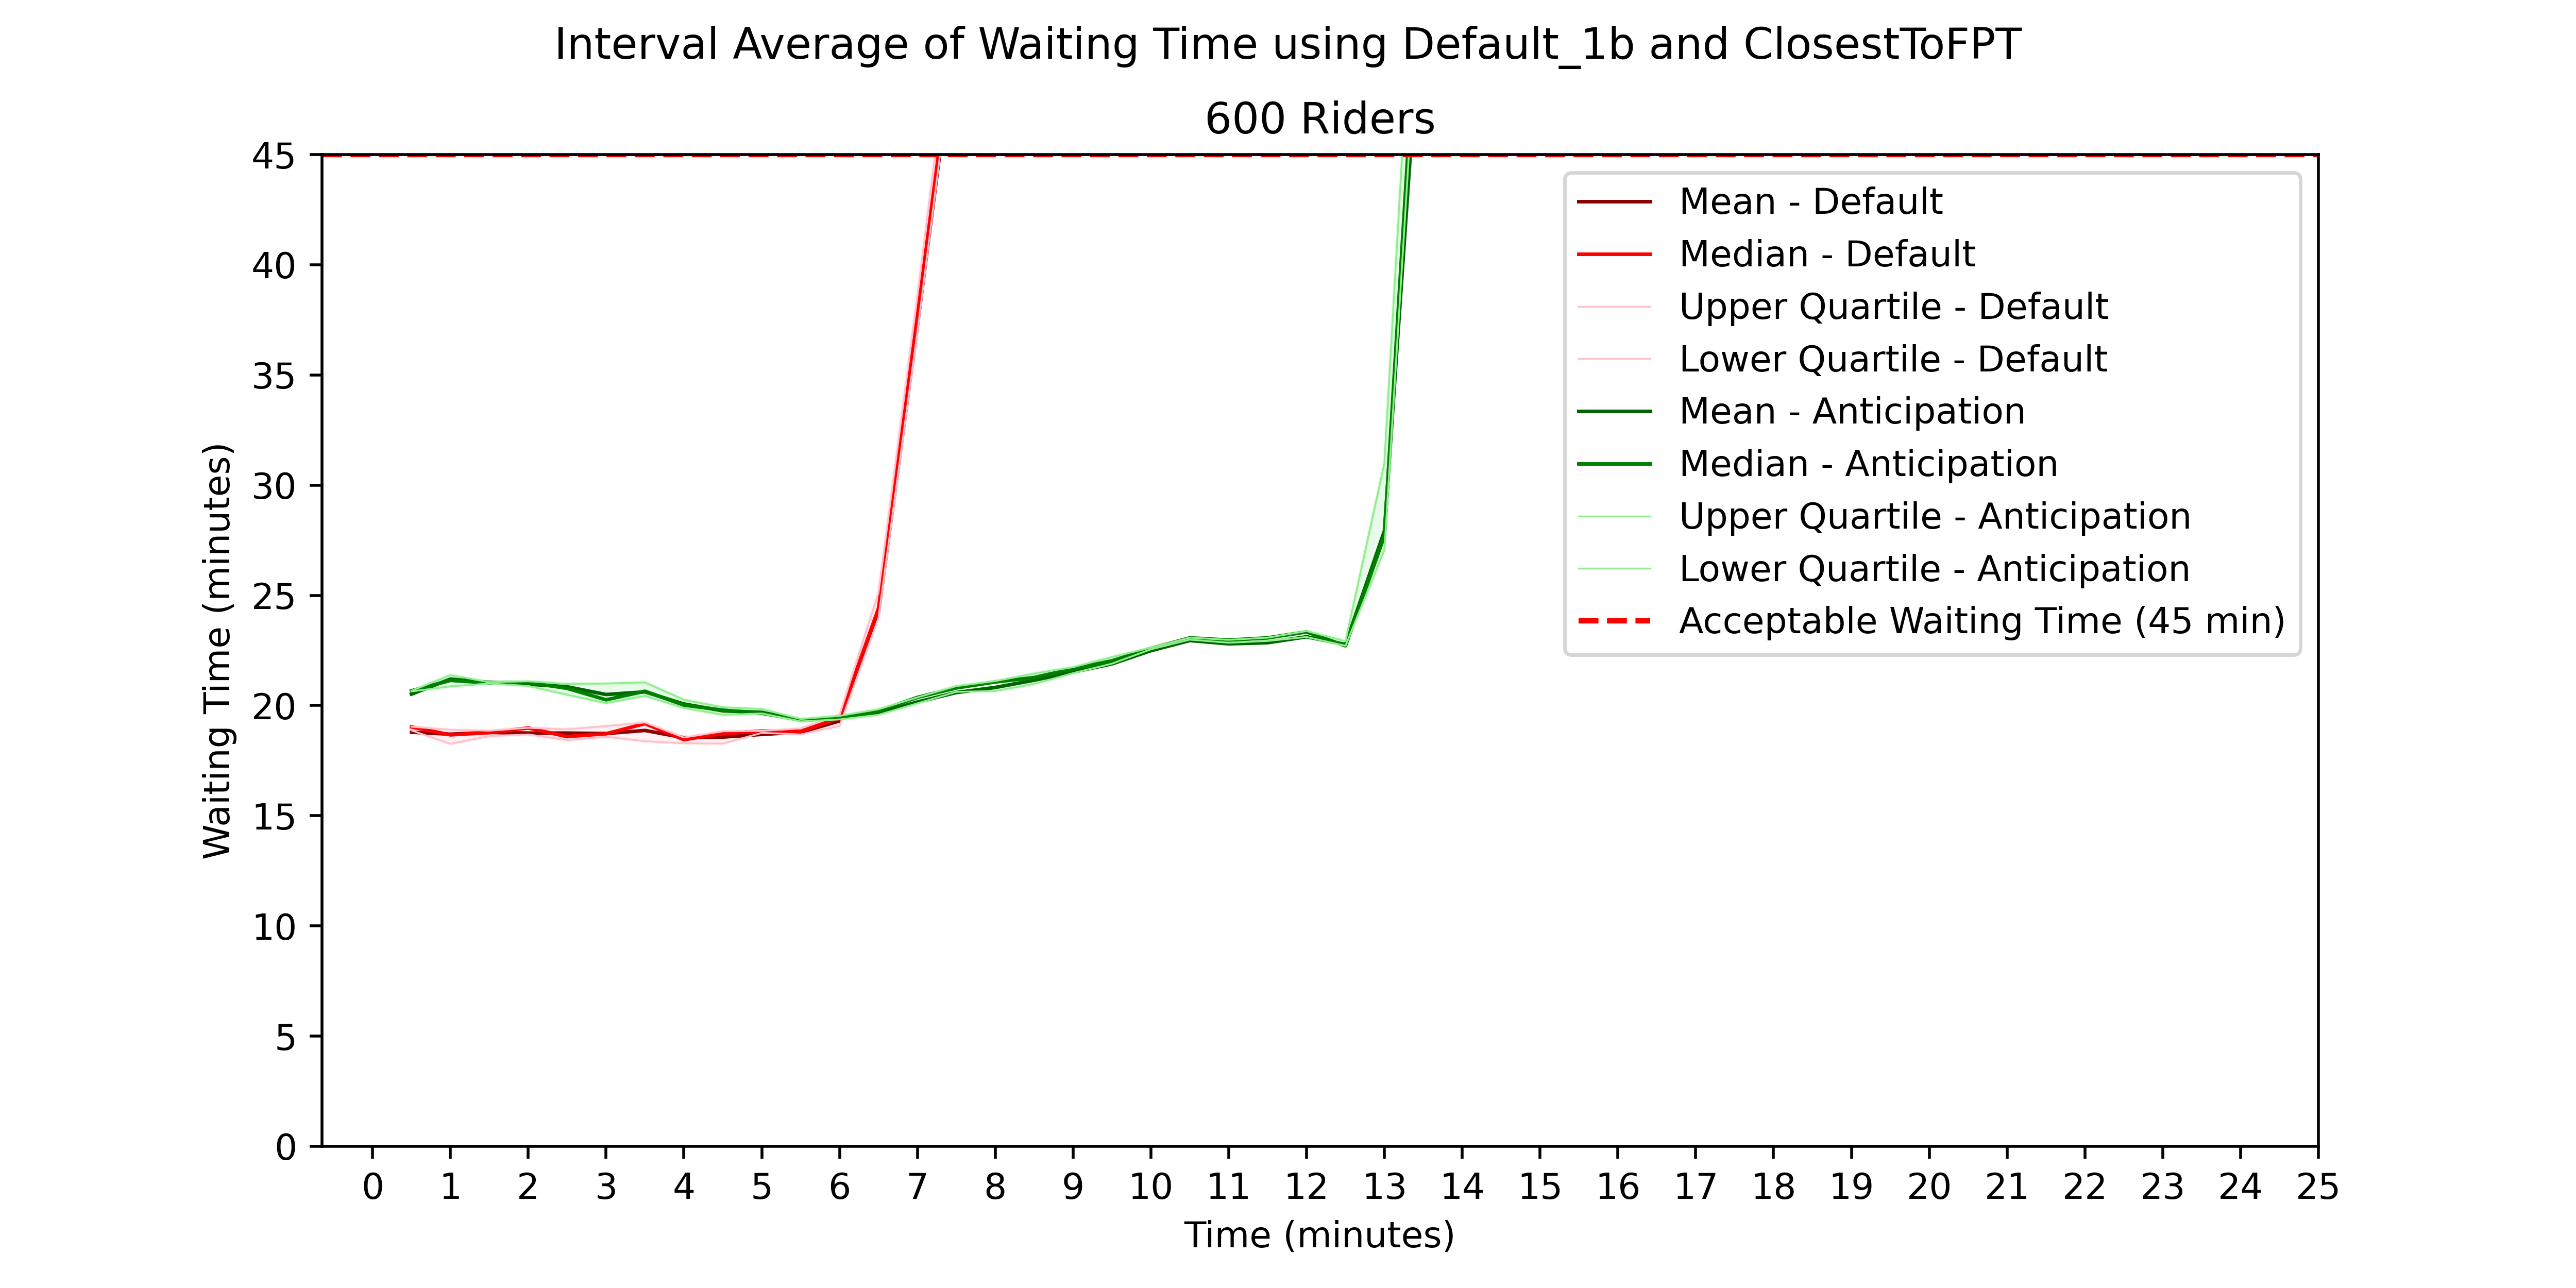 Interval Average of Waiting Time using Default_1b and ClosestToFPT
600 Riders
45
40
35
30
25
20
15
10
5
0
Waiting Time (minutes)
Mean - Default
Median - Default
Upper Quartile - Default
Lower Quartile - Default
Mean - Anticipation
Median - Anticipation
Upper Quartile - Anticipation
Lower Quartile - Anticipation
Acceptable Waiting Time (45 min)
0 1 2 3 4 5 6 7 8 9 10 11 12 13 14 15 16 17 18 19 20 21 22 23 24 25
Time (minutes)